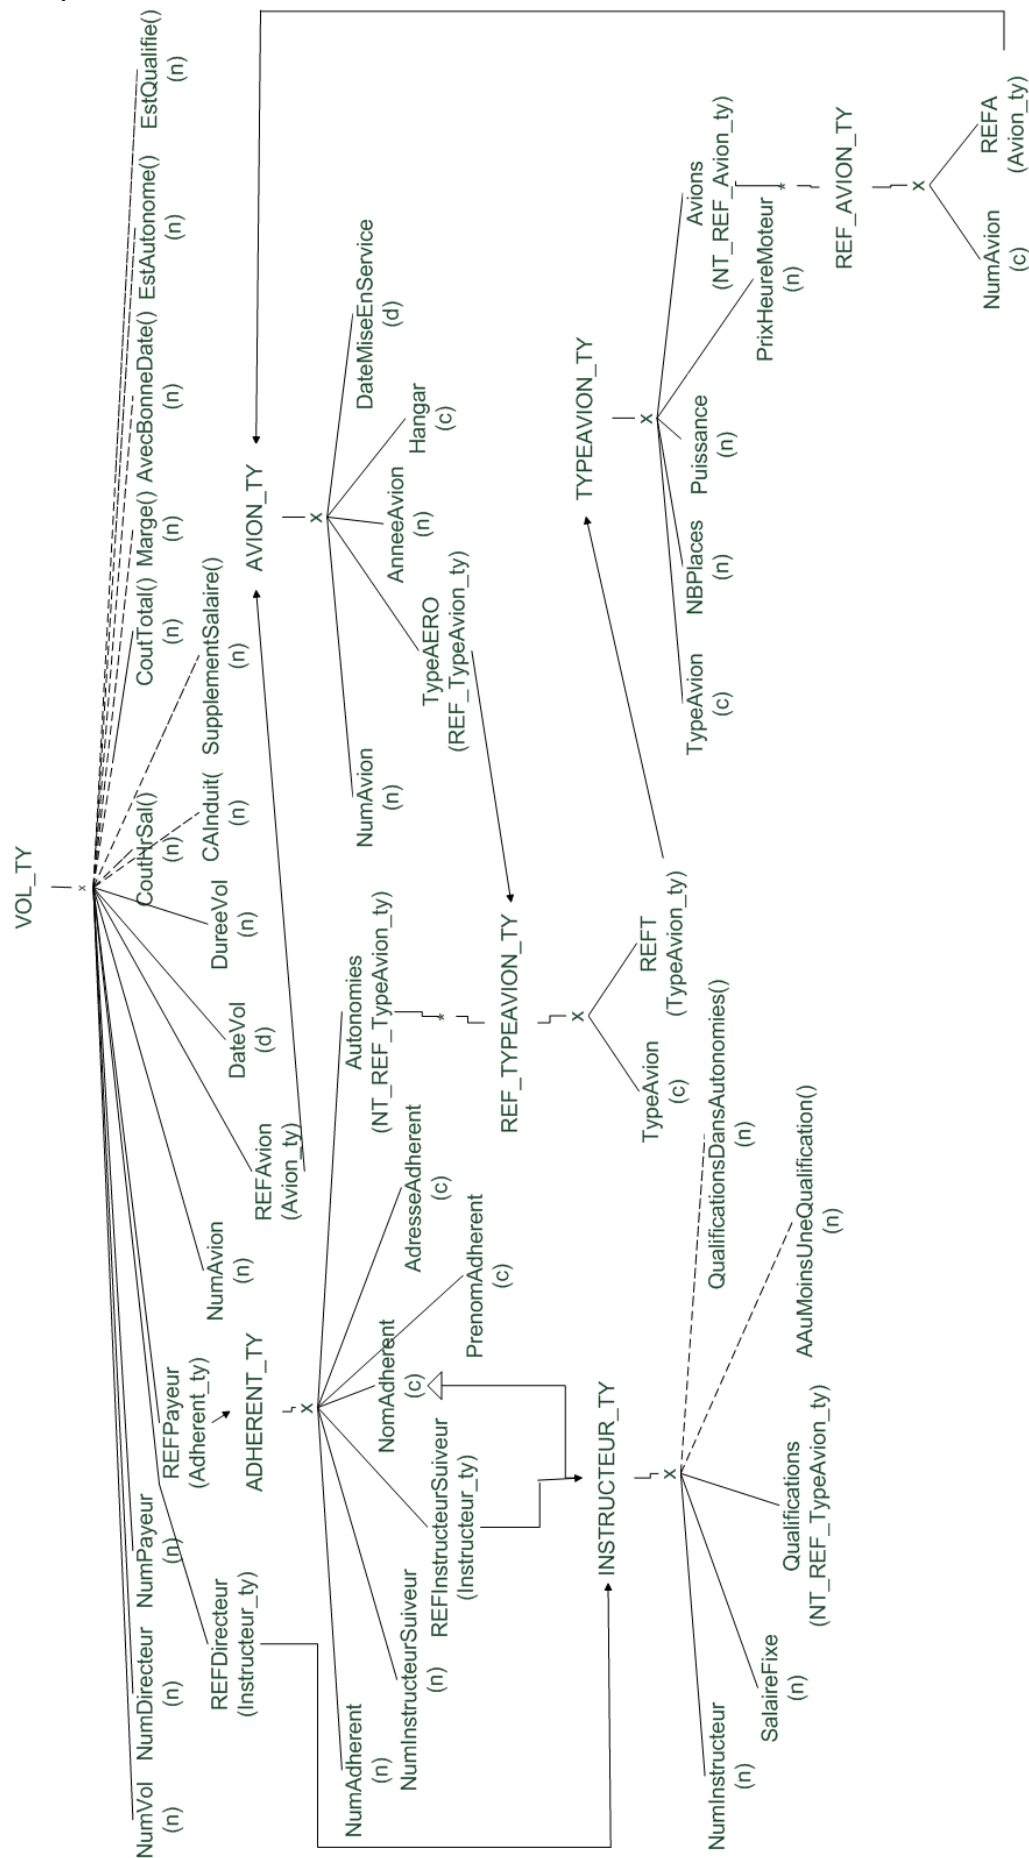 VOL_TY
x
NumVol
(n)
NumDirecteur
(n)
NumPayeur
(n)
REFPayeur
(Adherent_ty)
REFDirecteur
(Instructeur_ty)
NumAvion
(n)
REFAvion
(Avion_ty)
DateVol
(d)
DureeVol
(n)
CoutHrSal()
(n)
CAInduit(
(n)
SupplementSalaire()
(n)
CoutTotal()
(n)
Marge()
(n)
AvecBonneDate()
(n)
EstAutonome()
(n)
EstQualifie()
(n)
ADHERENT_TY
x
NumAdherent
(n)
NumInstructeurSuiveur
(n)
REFInstructeurSuiveur
(Instructeur_ty)
NomAdherent
(c)
PrenomAdherent
(c)
AdresseAdherent
(c)
Autonomies
(NT_REF_TypeAvion_ty)
*
AVION_TY
x
NumAvion
(n)
TypeAERO
(REF_TypeAvion_ty)
AnneeAvion
(n)
Hangar
(c)
DateMiseEnService
(d)
REF_TYPEAVION_TY
x
TypeAvion
(c)
REFT
(TypeAvion_ty)
INSTRUCTEUR_TY
x
NumInstructeur
(n)
SalaireFixe
(n)
Qualifications
(NT_REF_TypeAvion_ty)
AAuMoinsUneQualification()
(n)
QualificationsDansAutonomies()
(n)
TYPEAVION_TY
x
TypeAvion
(c)
NBPlaces
(n)
Puissance
(n)
PrixHeureMoteur
(n)
Avions
(NT_REF_Avion_ty)
*
REF_AVION_TY
x
NumAvion
(c)
REFA
(Avion_ty)